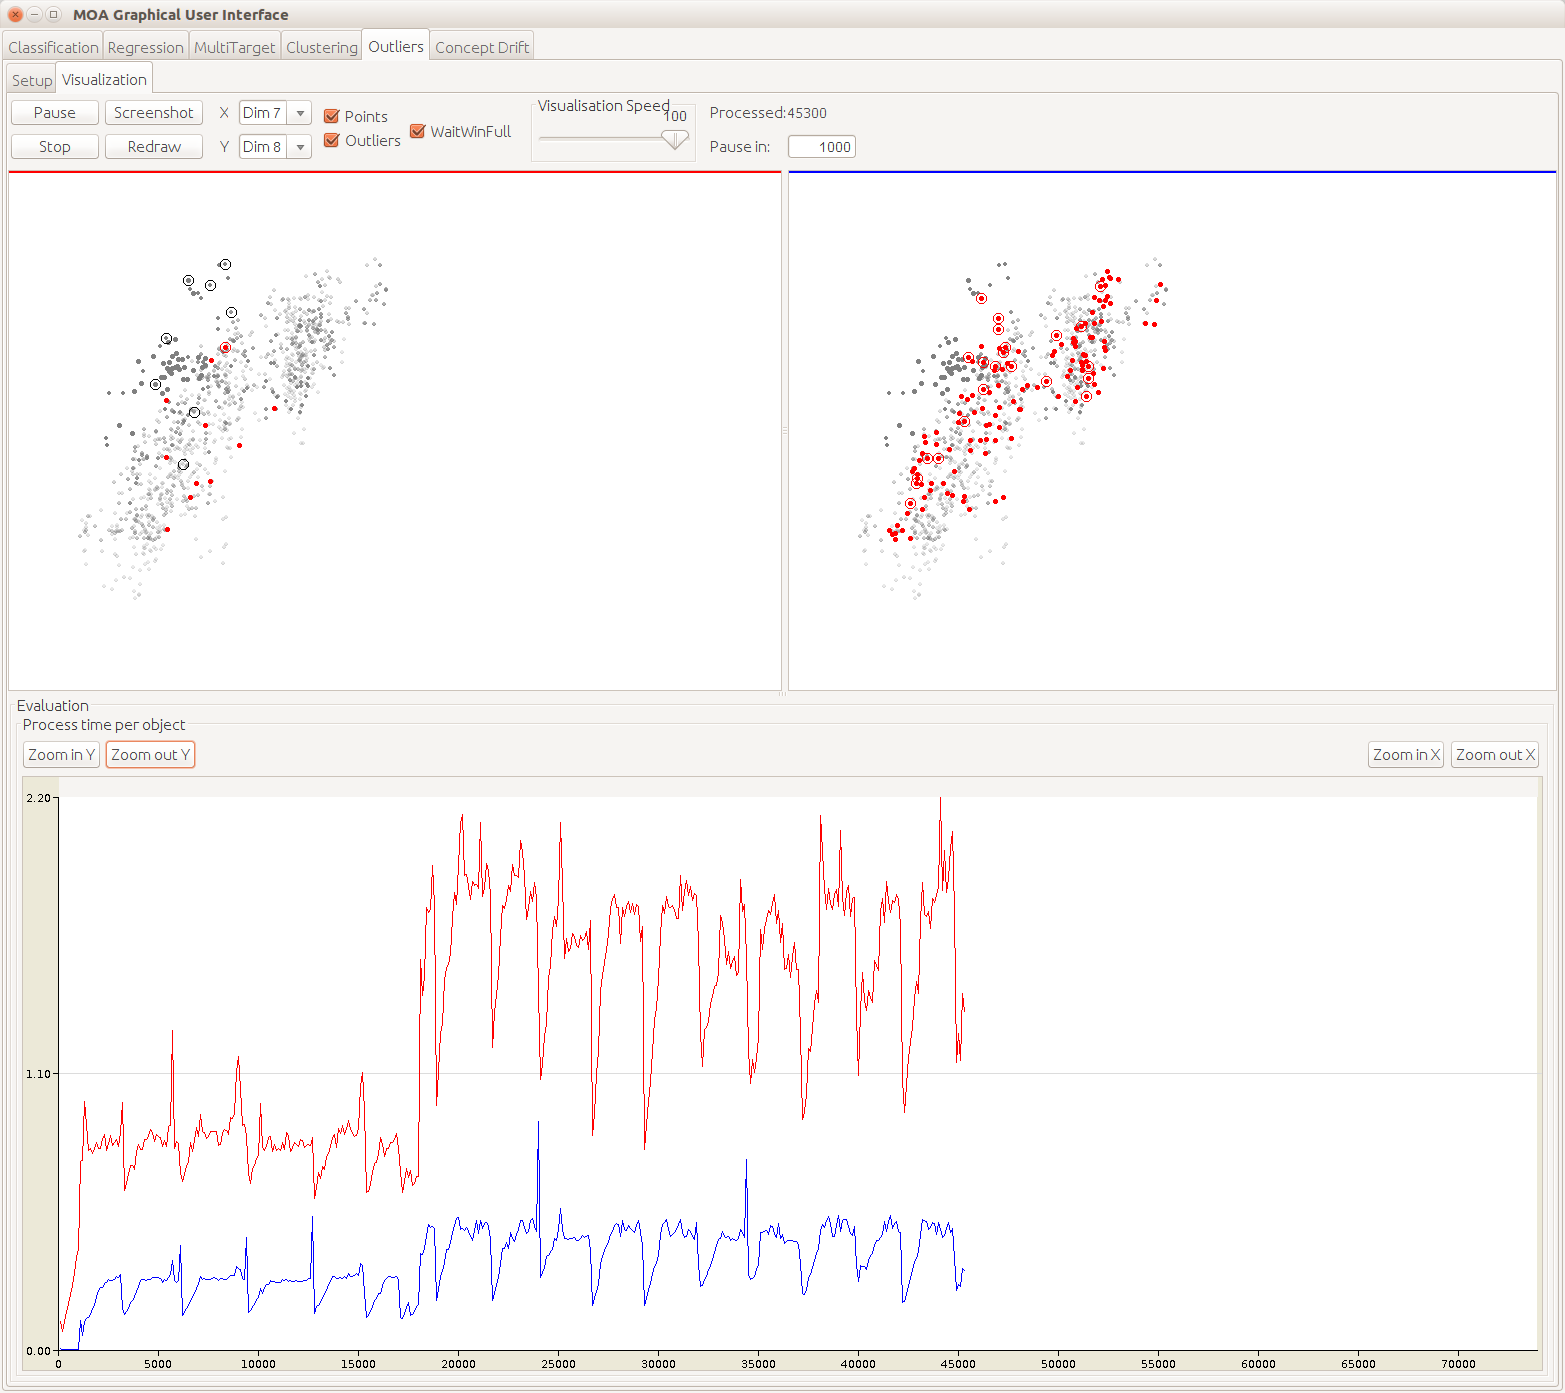 MOA Graphical User Interface
Classification Regression MultiTarget Clustering Outliers Concept Drift
Setup Visualization
Pause Screenshot X Dim 7 Points WaitWinFull Visualisation Speed 100 Processed:45300
Stop Redraw Y Dim 8 Outliers Pause in: 1000
Evaluation
Process time per object
Zoom in Y Zoom out Y Zoom in X Zoom out X
2.20
1.10
0.00
0 5000 10000 15000 20000 25000 30000 35000 40000 45000 50000 55000 60000 65000 70000